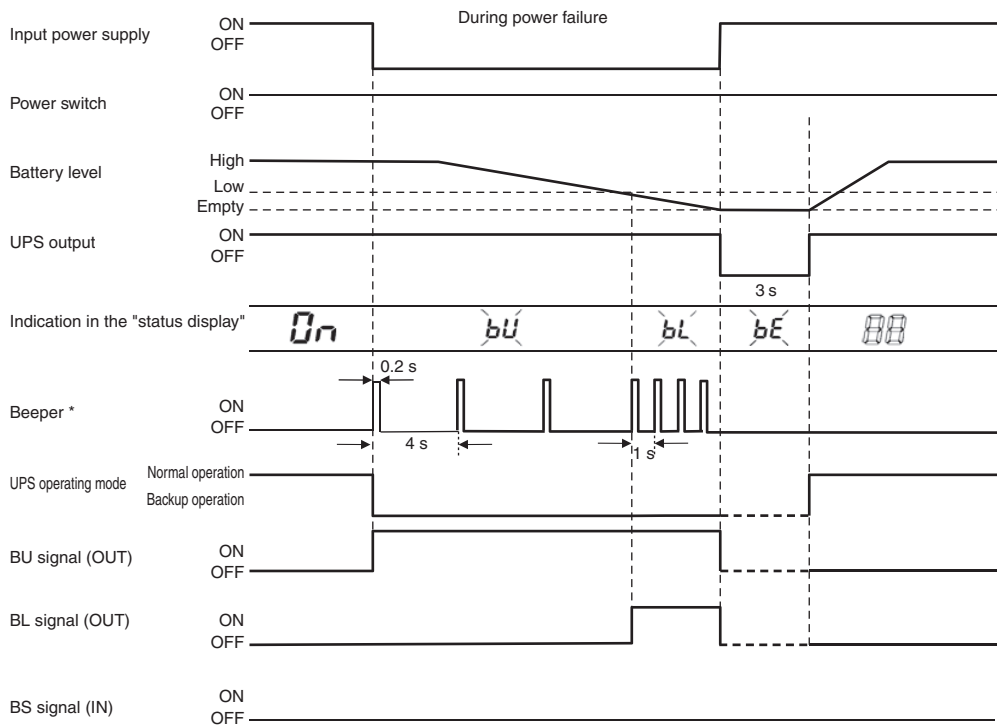 During power failure
Input power supply
ON
OFF
Power switch
ON
OFF
Battery level
High
Low
Empty
UPS output
ON
OFF
3 s
Indication in the "status display"
On
bU
bL
bE
88
0.2 s
Beeper *
ON
OFF
4 s
1 s
UPS operating mode
Normal operation
Backup operation
BU signal (OUT)
ON
OFF
BL signal (OUT)
ON
OFF
BS signal (IN)
ON
OFF